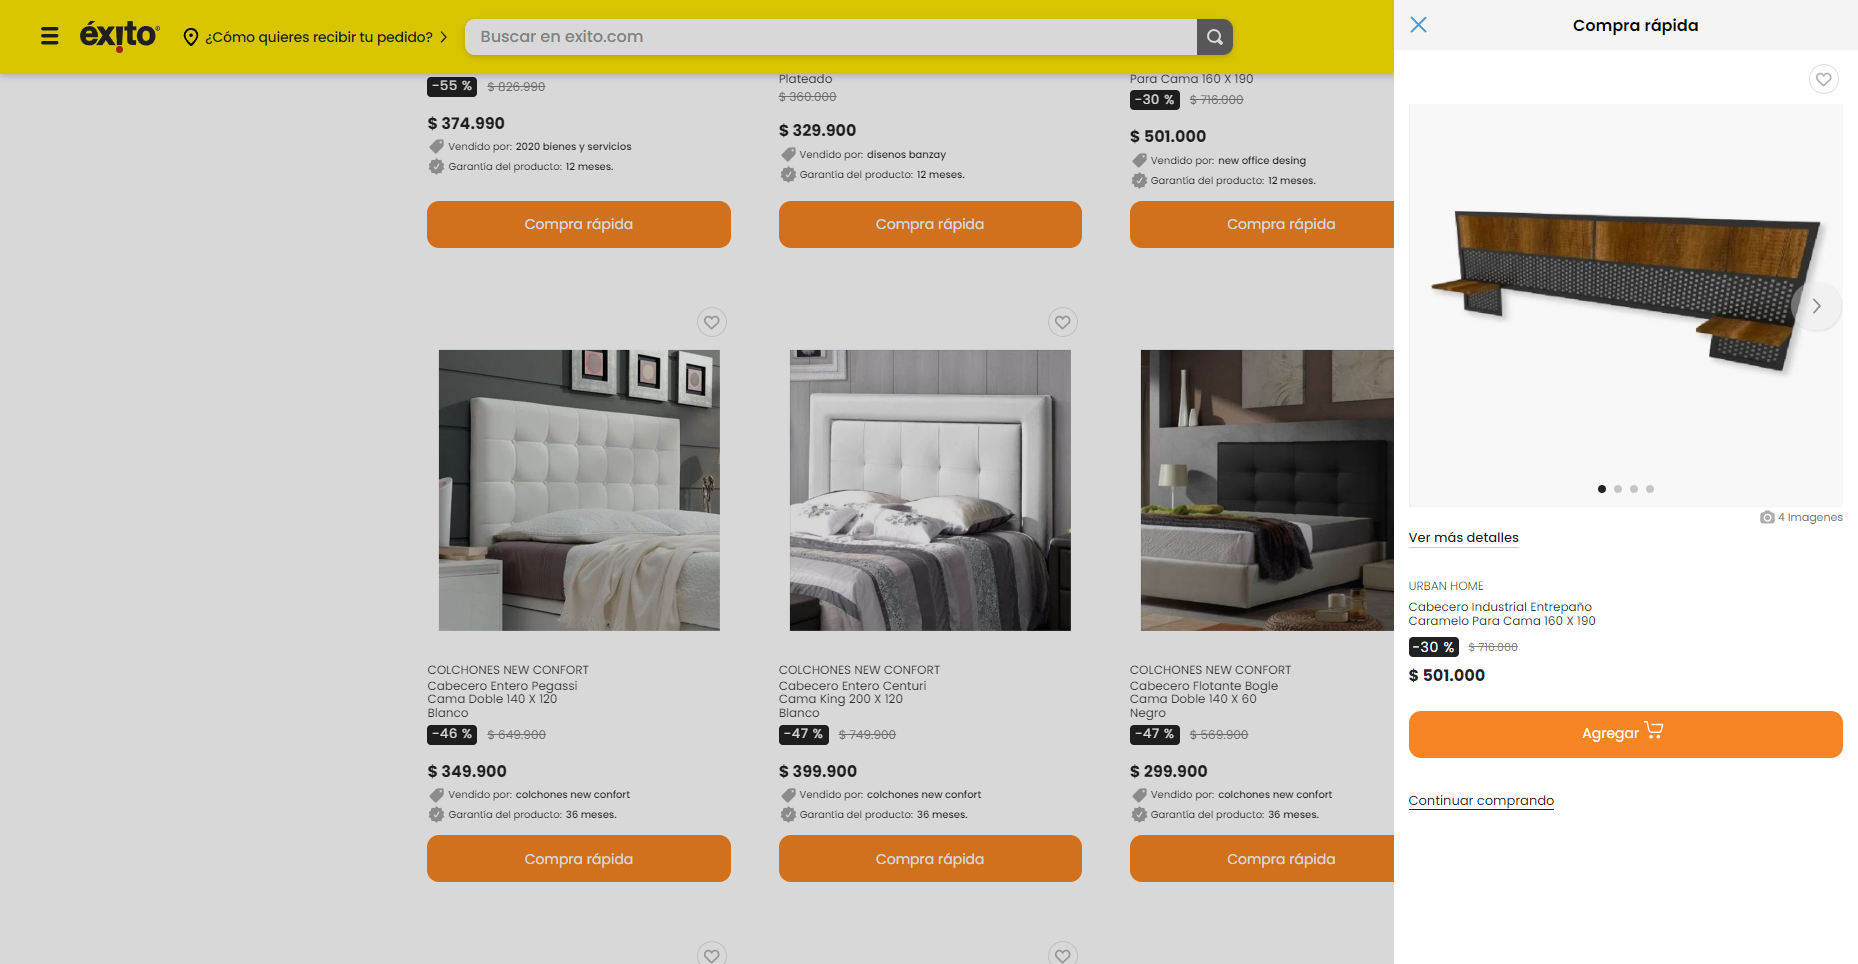 éxito
¿Cómo quieres recibir tu pedido?
Buscar en exito.com
-55 % $ 826.990
$ 374.990
Vendido por: 2020 bienes y servicios
Garantía del producto: 12 meses.
Compra rápida
Plateado
$ 360.000
$ 329.900
Vendido por: disenos banzay
Garantía del producto: 12 meses.
Compra rápida
Para Cama 160 X 190
-30 % $ 716.000
$ 501.000
Vendido por: new office desing
Garantía del producto: 12 meses.
Compra rápida
COLCHONES NEW CONFORT
Cabecero Entero Pegassi
Cama Doble 140 X 120
Blanco
-46 % $ 649.900
$ 349.900
Vendido por: colchones new confort
Garantía del producto: 36 meses.
Compra rápida
COLCHONES NEW CONFORT
Cabecero Entero Centuri
Cama King 200 X 120
Blanco
-47 % $ 749.900
$ 399.900
Vendido por: colchones new confort
Garantía del producto: 36 meses.
Compra rápida
COLCHONES NEW CONFORT
Cabecero Flotante Bogle
Cama Doble 140 X 60
Negro
-47 % $ 569.900
$ 299.900
Vendido por: colchones new confort
Garantía del producto: 36 meses.
Compra rápida
Compra rápida
4 Imagenes
Ver más detalles
URBAN HOME
Cabecero Industrial Entrepaño
Caramelo Para Cama 160 X 190
-30 % $ 716.000
$ 501.000
Agregar
Continuar comprando